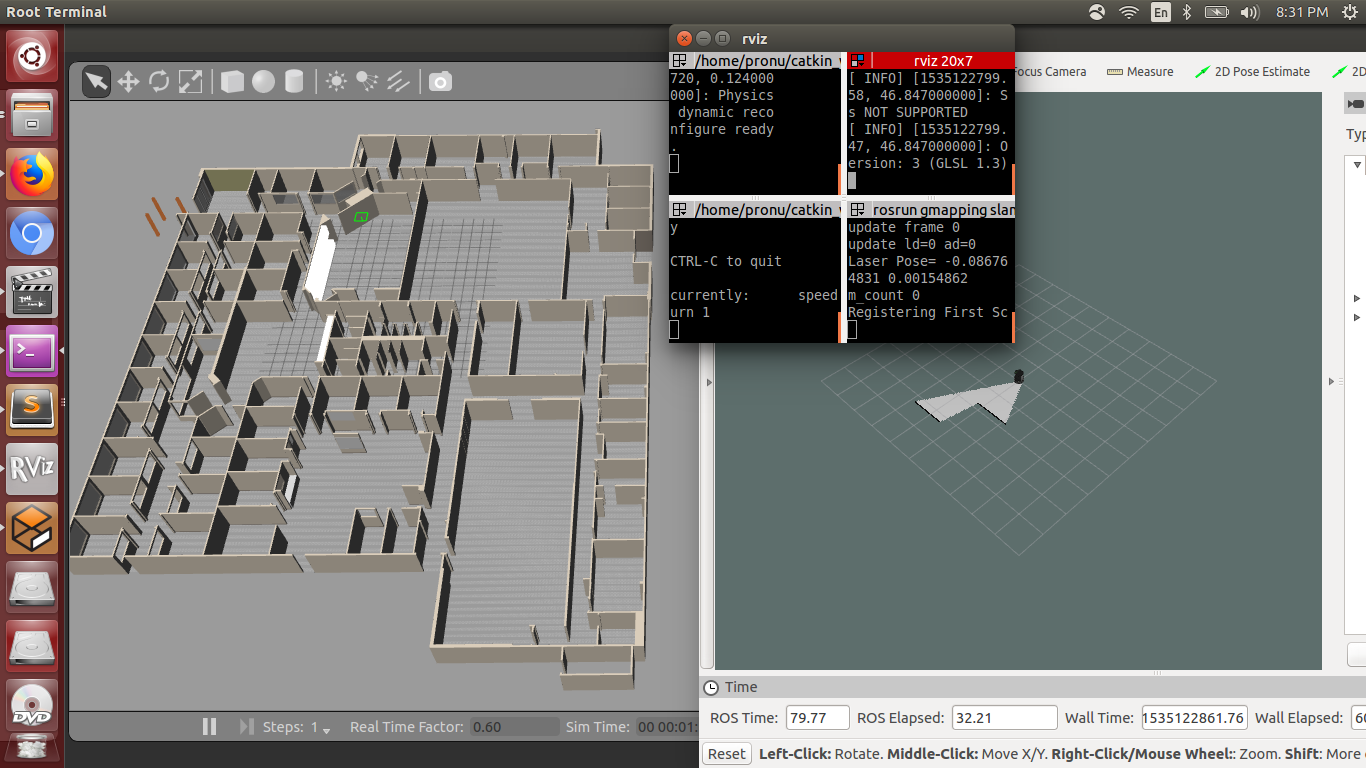 Root Terminal
En
8:31 PM
rviz
/home/pronu/catkin_
rviz 20x7
720, 0.124000
000]: Physics
dynamic reco
nfigure ready
.
[ INFO] [1535122799.
58, 46.847000000]: S
s NOT SUPPORTED
[ INFO] [1535122799.
47, 46.847000000]: O
ersion: 3 (GLSL 1.3)
/home/pronu/catkin_
rosrun gmapping slam
y
CTRL-C to quit
currently: speed
urn 1
update frame 0
update ld=0 ad=0
Laser Pose= -0.08676
4831 0.00154862
m_count 0
Registering First Sc
ocus Camera
Measure
2D Pose Estimate
2D
Typ
RViz
DVD
Steps: 1
Real Time Factor: 0.60
Sim Time: 00 00:01:
Time
ROS Time: 79.77
ROS Elapsed: 32.21
Wall Time: 1535122861.76
Wall Elapsed: 60
Reset
Left-Click: Rotate. Middle-Click: Move X/Y. Right-Click/Mouse Wheel:: Zoom. Shift: More